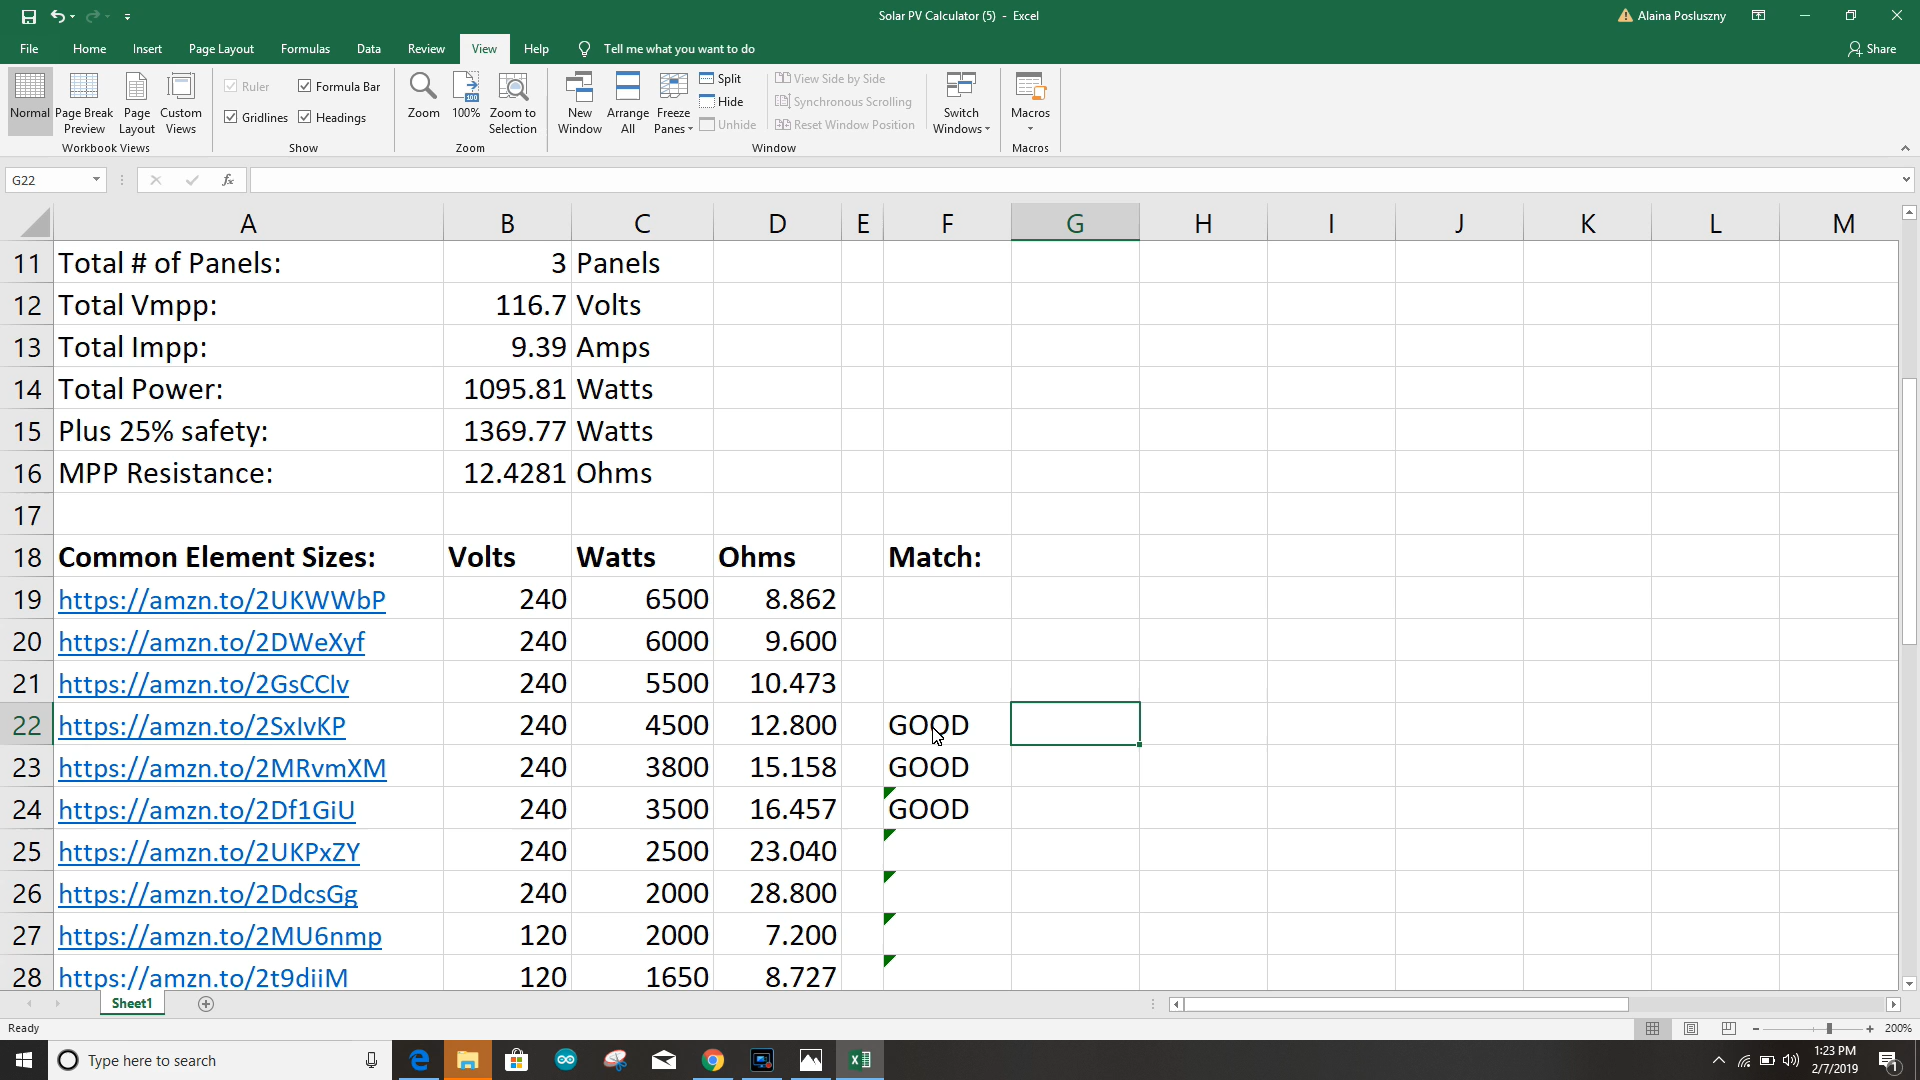 Solar PV Calculator (5) - Excel
Alaina Posluszny
File Home Insert Page Layout Formulas Data Review View Help Tell me what you want to do Share
Normal Page Break Preview Page Layout Custom Views
Workbook Views
Ruler Formula Bar
Gridlines Headings
Show
Zoom 100% Zoom to Selection
Zoom
New Window Arrange All Freeze Panes
Split
Hide
Unhide
View Side by Side
Synchronous Scrolling
Reset Window Position
Switch Windows
Window
Macros
Macros
G22 fx
A B C D E F G H I J K L M
11 Total # of Panels: 3 Panels
12 Total Vmpp: 116.7 Volts
13 Total Impp: 9.39 Amps
14 Total Power: 1095.81 Watts
15 Plus 25% safety: 1369.77 Watts
16 MPP Resistance: 12.4281 Ohms
17
18 Common Element Sizes: Volts Watts Ohms Match:
19 https://amzn.to/2UKWWbP 240 6500 8.862
20 https://amzn.to/2DWeXyf 240 6000 9.600
21 https://amzn.to/2GsCClv 240 5500 10.473
22 https://amzn.to/2SxIvKP 240 4500 12.800 GOOD
23 https://amzn.to/2MRvmXM 240 3800 15.158 GOOD
24 https://amzn.to/2Df1GiU 240 3500 16.457 GOOD
25 https://amzn.to/2UKPxZY 240 2500 23.040
26 https://amzn.to/2DdcsGg 240 2000 28.800
27 https://amzn.to/2MU6nmp 120 2000 7.200
28 https://amzn.to/2t9diiM 120 1650 8.727
Sheet1
Ready 200%
Type here to search
1:23 PM
2/7/2019